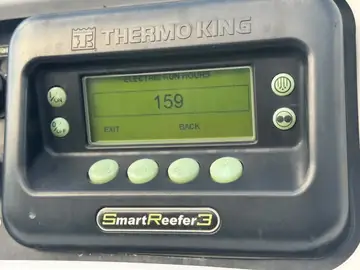 THERMO KING
ELECTRIC RUN HOURS
159
EXIT BACK
SmartReefer3